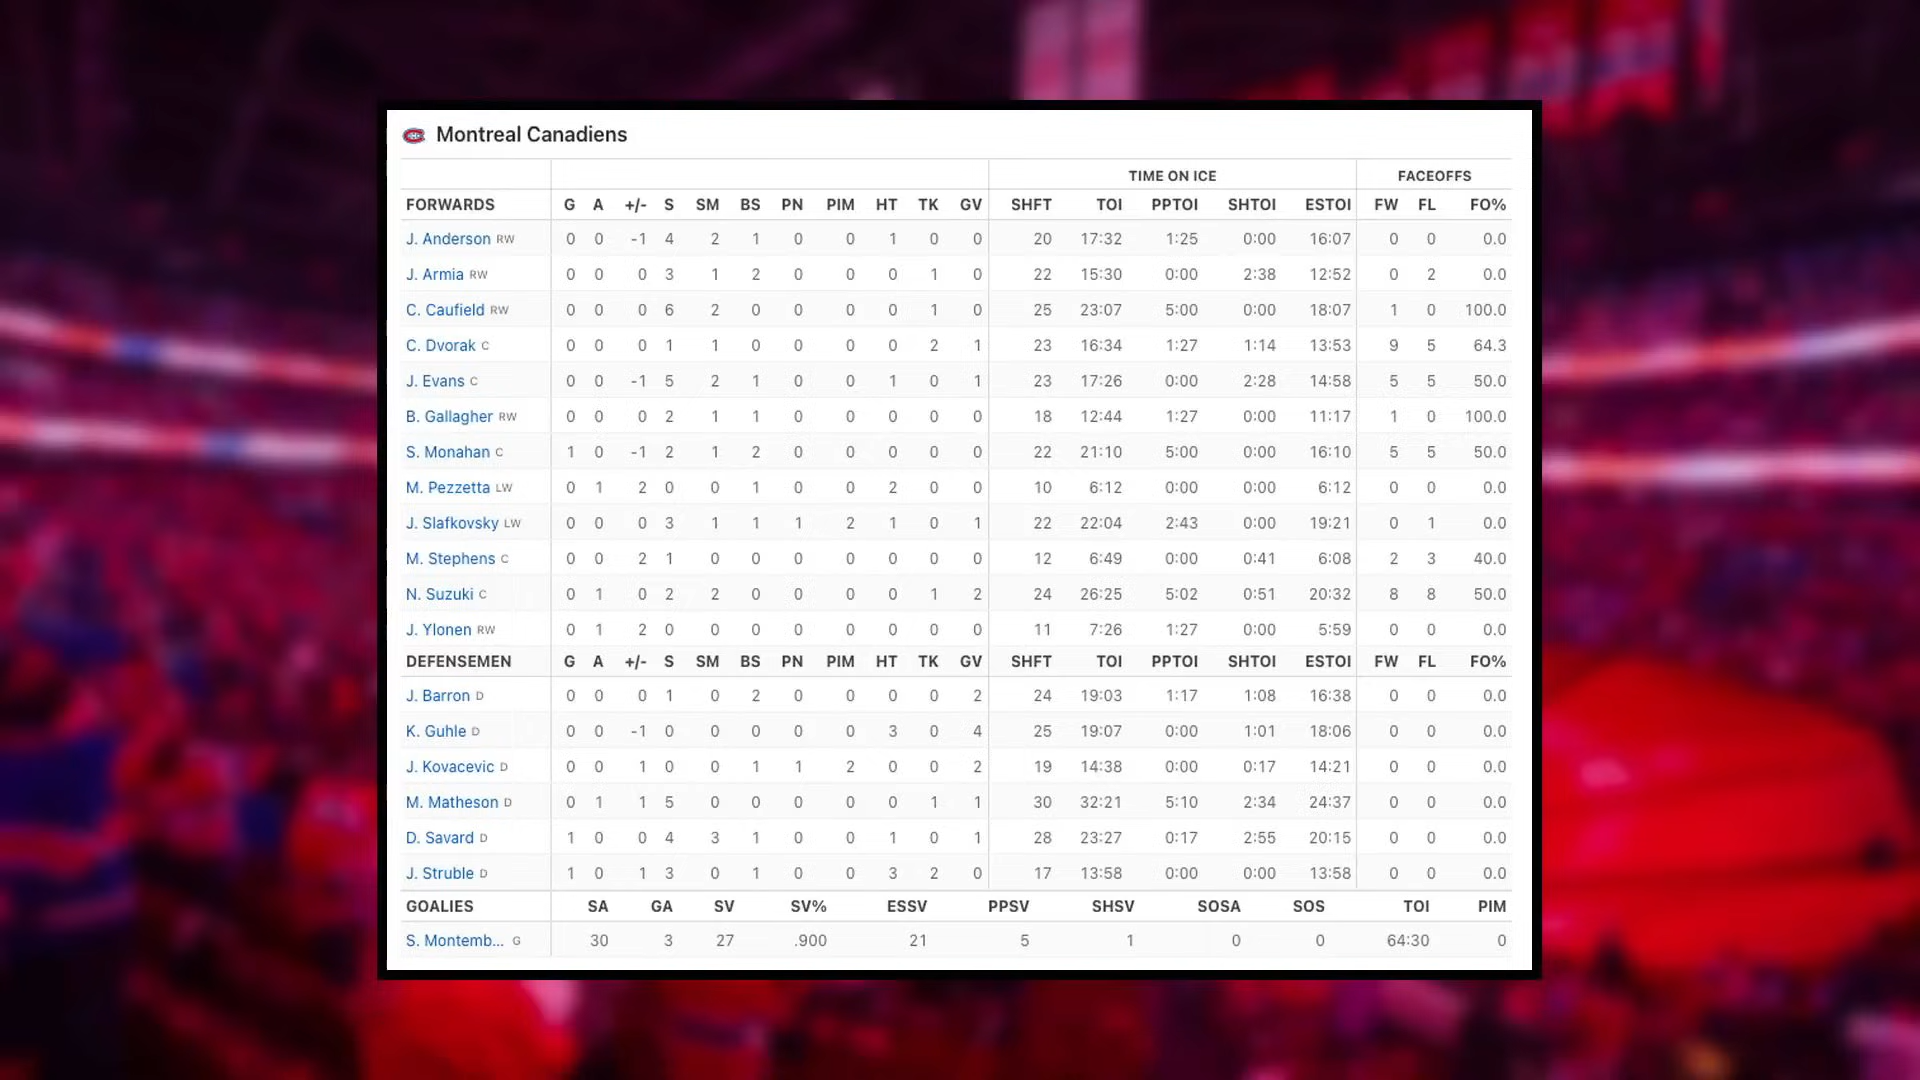 Montreal Canadiens
TIME ON ICE FACEOFFS
FORWARDS G A +/- S SM BS PN PIM HT TK GV SHFT TOI PPTOI SHTOI ESTOI FW FL FO%
J. Anderson RW 0 0 -1 4 2 1 0 0 1 0 0 20 17:32 1:25 0:00 16:07 0 0 0.0
J. Armia RW 0 0 0 3 1 2 0 0 0 1 0 22 15:30 0:00 2:38 12:52 0 2 0.0
C. Caufield RW 0 0 0 6 2 0 0 0 0 1 0 25 23:07 5:00 0:00 18:07 1 0 100.0
C. Dvorak C 0 0 0 1 1 0 0 0 0 2 1 23 16:34 1:27 1:14 13:53 9 5 64.3
J. Evans C 0 0 -1 5 2 1 0 0 1 0 1 23 17:26 0:00 2:28 14:58 5 5 50.0
B. Gallagher RW 0 0 0 2 1 1 0 0 0 0 0 18 12:44 1:27 0:00 11:17 1 0 100.0
S. Monahan C 1 0 -1 2 1 2 0 0 0 0 0 22 21:10 5:00 0:00 16:10 5 5 50.0
M. Pezzetta LW 0 1 2 0 0 1 0 0 2 0 0 10 6:12 0:00 0:00 6:12 0 0 0.0
J. Slafkovsky LW 0 0 0 3 1 1 1 2 1 0 1 22 22:04 2:43 0:00 19:21 0 1 0.0
M. Stephens C 0 0 2 1 0 0 0 0 0 0 0 12 6:49 0:00 0:41 6:08 2 3 40.0
N. Suzuki C 0 1 0 2 2 0 0 0 0 1 2 24 26:25 5:02 0:51 20:32 8 8 50.0
J. Ylonen RW 0 1 2 0 0 0 0 0 0 0 0 11 7:26 1:27 0:00 5:59 0 0 0.0
DEFENSEMEN G A +/- S SM BS PN PIM HT TK GV SHFT TOI PPTOI SHTOI ESTOI FW FL FO%
J. Barron D 0 0 0 1 0 2 0 0 0 0 2 24 19:03 1:17 1:08 16:38 0 0 0.0
K. Guhle D 0 0 -1 0 0 0 0 0 3 0 4 25 19:07 0:00 1:01 18:06 0 0 0.0
J. Kovacevic D 0 0 1 0 0 1 1 2 0 0 2 19 14:38 0:00 0:17 14:21 0 0 0.0
M. Matheson D 0 1 1 5 0 0 0 0 0 1 1 30 32:21 5:10 2:34 24:37 0 0 0.0
D. Savard D 1 0 0 4 3 1 0 0 1 0 1 28 23:27 0:17 2:55 20:15 0 0 0.0
J. Struble D 1 0 1 3 0 1 0 0 3 2 0 17 13:58 0:00 0:00 13:58 0 0 0.0
GOALIES SA GA SV SV% ESSV PPSV SHSV SOSA SOS TOI PIM
S. Montemb... G 30 3 27 .900 21 5 1 0 0 64:30 0